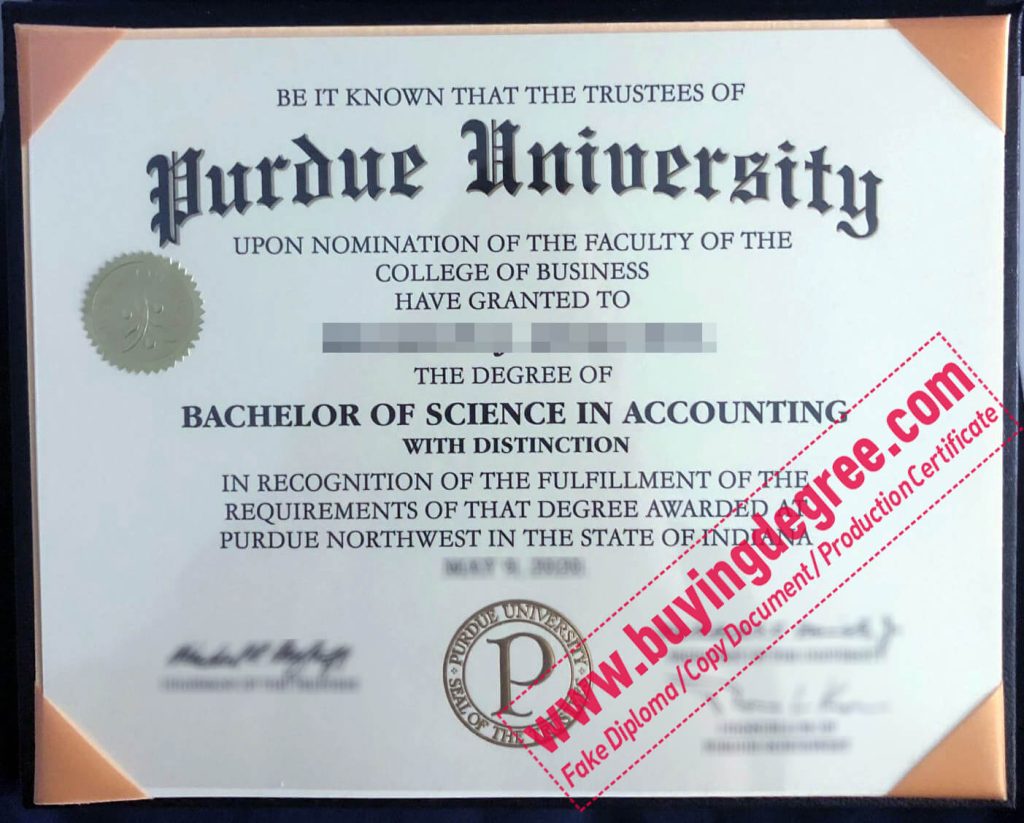 BE IT KNOWN THAT THE TRUSTEES OF
Purdue University
UPON NOMINATION OF THE FACULTY OF THE
COLLEGE OF BUSINESS
HAVE GRANTED TO
THE DEGREE OF
BACHELOR OF SCIENCE IN ACCOUNTING
WITH DISTINCTION
IN RECOGNITION OF THE FULFILLMENT OF THE
REQUIREMENTS OF THAT DEGREE AWARDED AT
PURDUE NORTHWEST IN THE STATE OF INDIANA
MAY 9, 2020
PURDUE UNIVERSITY
SEAL OF THE
P
www.buyingdegree.com
Fake Diploma/Copy Document/Production Certificate